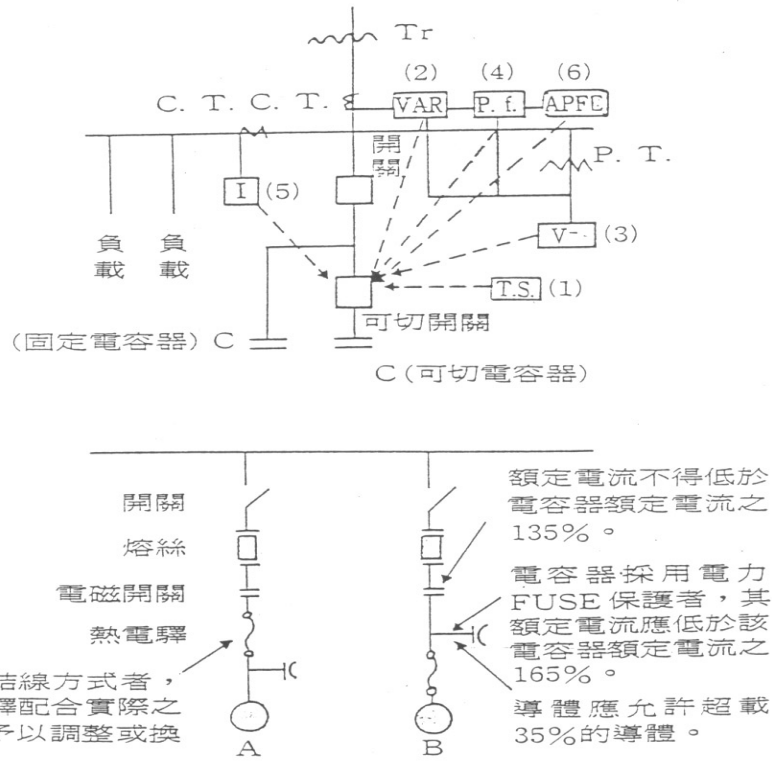 Tr
(2) (4) (6)
C. T. C. T. VAR P. f. APFC
開關
P. T.
I (5)
負載 負載
V (3)
T.S. (1)
可切開關
(固定電容器) C
C (可切電容器)
開關
熔絲
電磁開關
熱電驛
結線方式者，
驛配合實際之
予以調整或換
A
B
額定電流不得低於
電容器額定電流之
135%。
電容器採用電力
FUSE保護者，其
額定電流應低於該
電容器額定電流之
165%。
導體應允許超載
35%的導體。